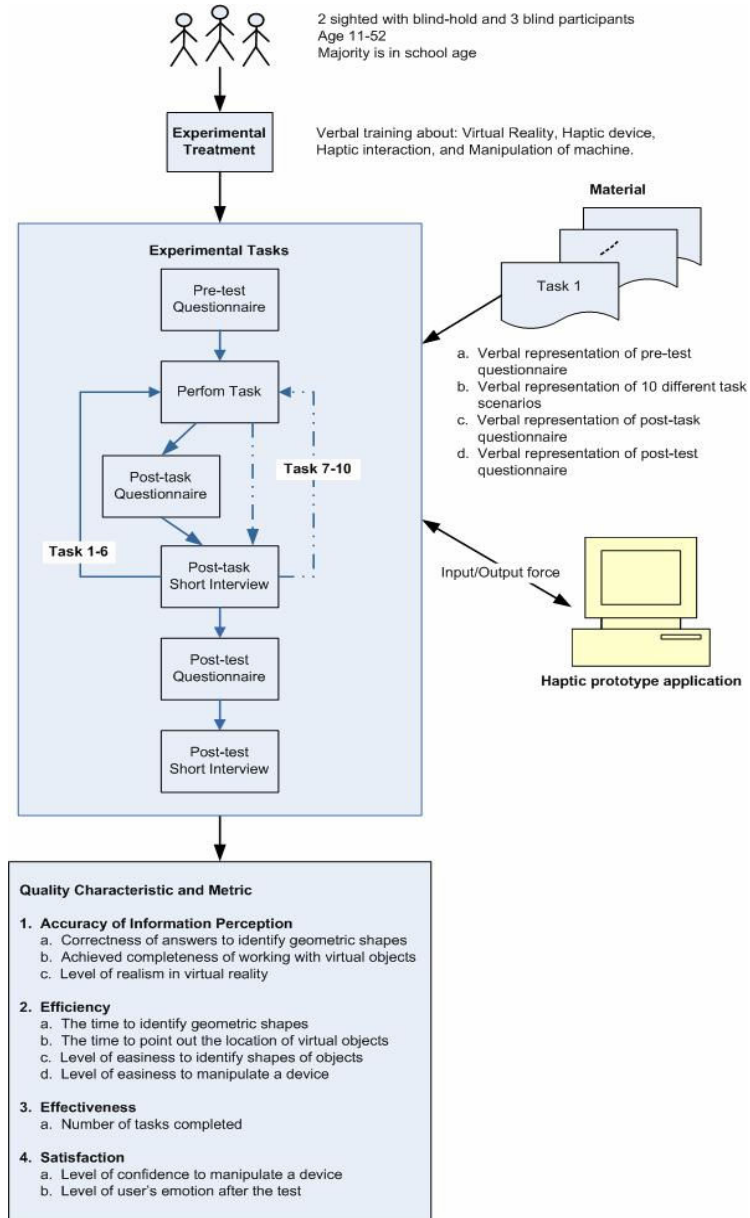 2 sighted with blind-hold and 3 blind participants
Age 11-52
Majority is in school age
Experimental
Treatment
Verbal training about: Virtual Reality, Haptic device,
Haptic interaction, and Manipulation of machine.
Material
Task 1
Experimental Tasks
Pre-test
Questionnaire
Perfom Task
Post-task
Questionnaire
Task 7-10
Task 1-6
Post-task
Short Interview
Post-test
Questionnaire
Post-test
Short Interview
a. Verbal representation of pre-test
questionnaire
b. Verbal representation of 10 different task
scenarios
c. Verbal representation of post-task
questionnaire
d. Verbal representation of post-test
questionnaire
Input/Output force
Haptic prototype application
Quality Characteristic and Metric
1. Accuracy of Information Perception
a. Correctness of answers to identify geometric shapes
b. Achieved completeness of working with virtual objects
c. Level of realism in virtual reality
2. Efficiency
a. The time to identify geometric shapes
b. The time to point out the location of virtual objects
c. Level of easiness to identify shapes of objects
d. Level of easiness to manipulate a device
3. Effectiveness
a. Number of tasks completed
4. Satisfaction
a. Level of confidence to manipulate a device
b. Level of user's emotion after the test